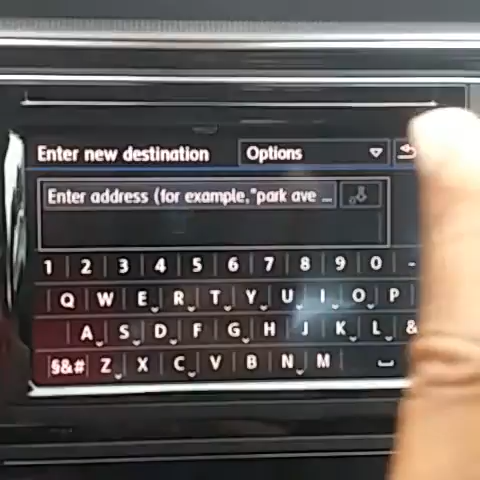 Enter new destination Options
Enter address (for example,"park ave ...
1 2 3 4 5 6 7 8 9 0 -
Q W E R T Y U I O P
A S D F G H J K L &
§&# Z X C V B N M